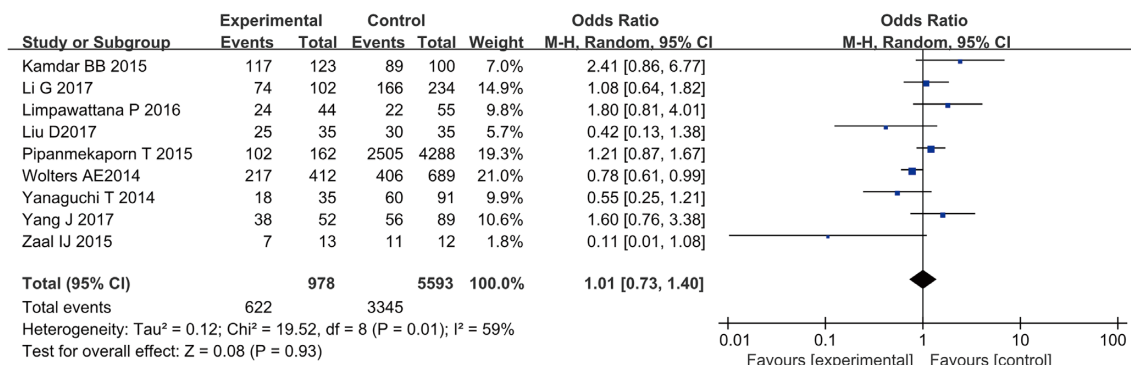 Experimental Control Odds Ratio Odds Ratio
Study or Subgroup Events Total Events Total Weight M-H, Random, 95% CI M-H, Random, 95% CI
Kamdar BB 2015 117 123 89 100 7.0% 2.41 [0.86, 6.77]
Li G 2017 74 102 166 234 14.9% 1.08 [0.64, 1.82]
Limpawattana P 2016 24 44 22 55 9.8% 1.80 [0.81, 4.01]
Liu D2017 25 35 30 35 5.7% 0.42 [0.13, 1.38]
Pipanmekaporn T 2015 102 162 2505 4288 19.3% 1.21 [0.87, 1.67]
Wolters AE2014 217 412 406 689 21.0% 0.78 [0.61, 0.99]
Yanaguchi T 2014 18 35 60 91 9.9% 0.55 [0.25, 1.21]
Yang J 2017 38 52 56 89 10.6% 1.60 [0.76, 3.38]
Zaal IJ 2015 7 13 11 12 1.8% 0.11 [0.01, 1.08]
Total (95% CI) 978 5593 100.0% 1.01 [0.73, 1.40]
Total events 622 3345
Heterogeneity: Tau² = 0.12; Chi² = 19.52, df = 8 (P = 0.01); I² = 59%
Test for overall effect: Z = 0.08 (P = 0.93)
0.01 0.1 1 10 100
Favours [experimental] Favours [control]